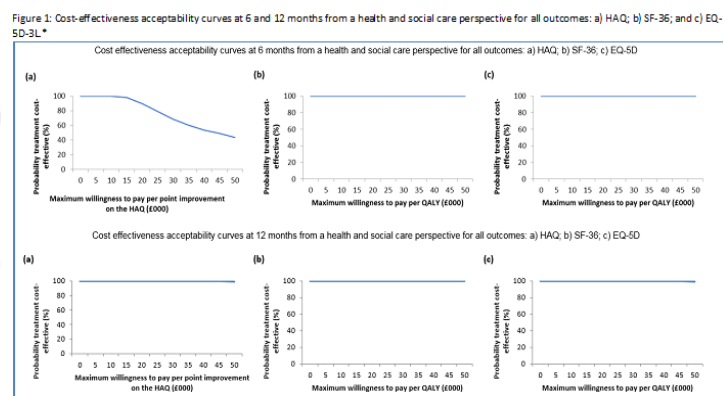 Figure 1: Cost-effectiveness acceptability curves at 6 and 12 months from a health and social care perspective for all outcomes: a) HAQ; b) SF-36; and c) EQ-
5D-3L*
Cost effectiveness acceptability curves at 6 months from a health and social care perspective for all outcomes: a) HAQ; b) SF-36; c) EQ-5D
(a)
Probability treatment cost-
effective (%)
100
80
60
40
20
0
0 5 10 15 20 25 30 35 40 45 50
Maximum willingness to pay per point improvement
on the HAQ (£000)
(b)
Probability treatment cost-
effective (%)
100
80
60
40
20
0
0 5 10 15 20 25 30 35 40 45 50
Maximum willingness to pay per QALY (£000)
(c)
Probability treatment cost-
effective (%)
100
80
60
40
20
0
0 5 10 15 20 25 30 35 40 45 50
Maximum willingness to pay per QALY (£000)
Cost effectiveness acceptability curves at 12 months from a health and social care perspective for all outcomes: a) HAQ; b) SF-36; c) EQ-5D
(a)
Probability treatment cost-
effective (%)
100
80
60
40
20
0
0 5 10 15 20 25 30 35 40 45 50
Maximum willingness to pay per point improvement
on the HAQ (£000)
(b)
Probability treatment cost-
effective (%)
100
80
60
40
20
0
0 5 10 15 20 25 30 35 40 45 50
Maximum willingness to pay per QALY (£000)
(c)
Probability treatment cost-
effective (%)
100
80
60
40
20
0
0 5 10 15 20 25 30 35 40 45 50
Maximum willingness to pay per QALY (£000)